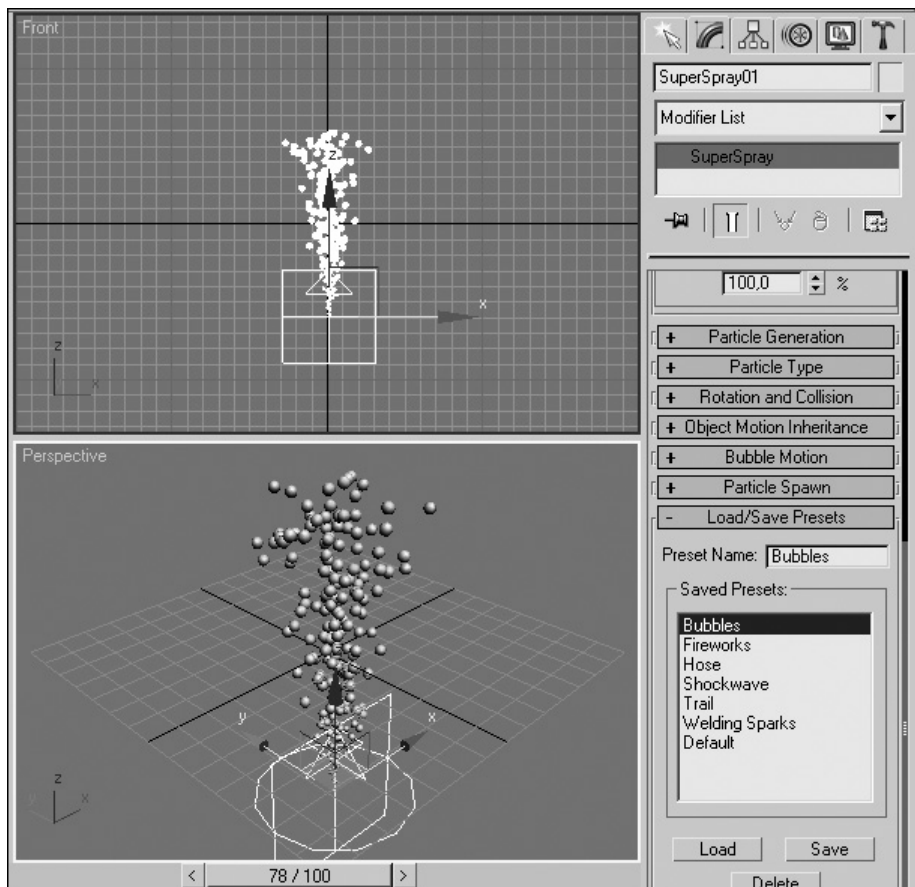 Front
z
x
z
x
Perspective
y
x
z
y
x
< 78 / 100 >
SuperSpray01
Modifier List
SuperSpray
100,0 %
+ Particle Generation
+ Particle Type
+ Rotation and Collision
+ Object Motion Inheritance
+ Bubble Motion
+ Particle Spawn
- Load/Save Presets
Preset Name: Bubbles
Saved Presets:
Bubbles
Fireworks
Hose
Shockwave
Trail
Welding Sparks
Default
Load Save
Delete